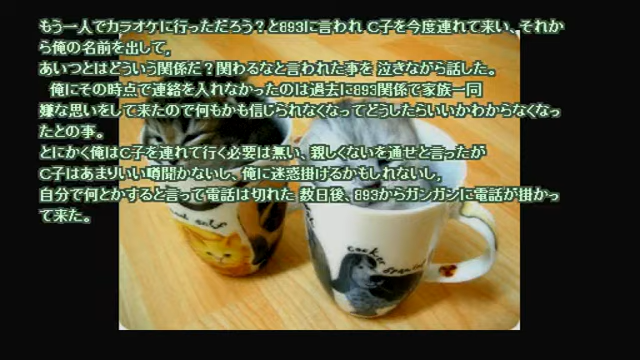 もう一人でカラオケに行っただろう？と893に言われ C子を今度連れて来い、それか
ら俺の名前を出して,
あいつとはどういう関係だ？関わるなと言われた事を 泣きながら話した。
俺にその時点で連絡を入れなかったのは過去に893関係で家族一同
嫌な思いをして来たので何もかも信じられなくなってどうしたらいいかわからなくなっ
たとの事。
とにかく俺はC子を連れて行く必要は無い、親しくないを通せと言ったが
C子はあまりいい噂聞かないし、俺に迷惑掛けるかもしれないし,
自分で何とかすると言って電話は切れた 数日後、893からガンガンに電話が掛かっ
て来た。
cookie